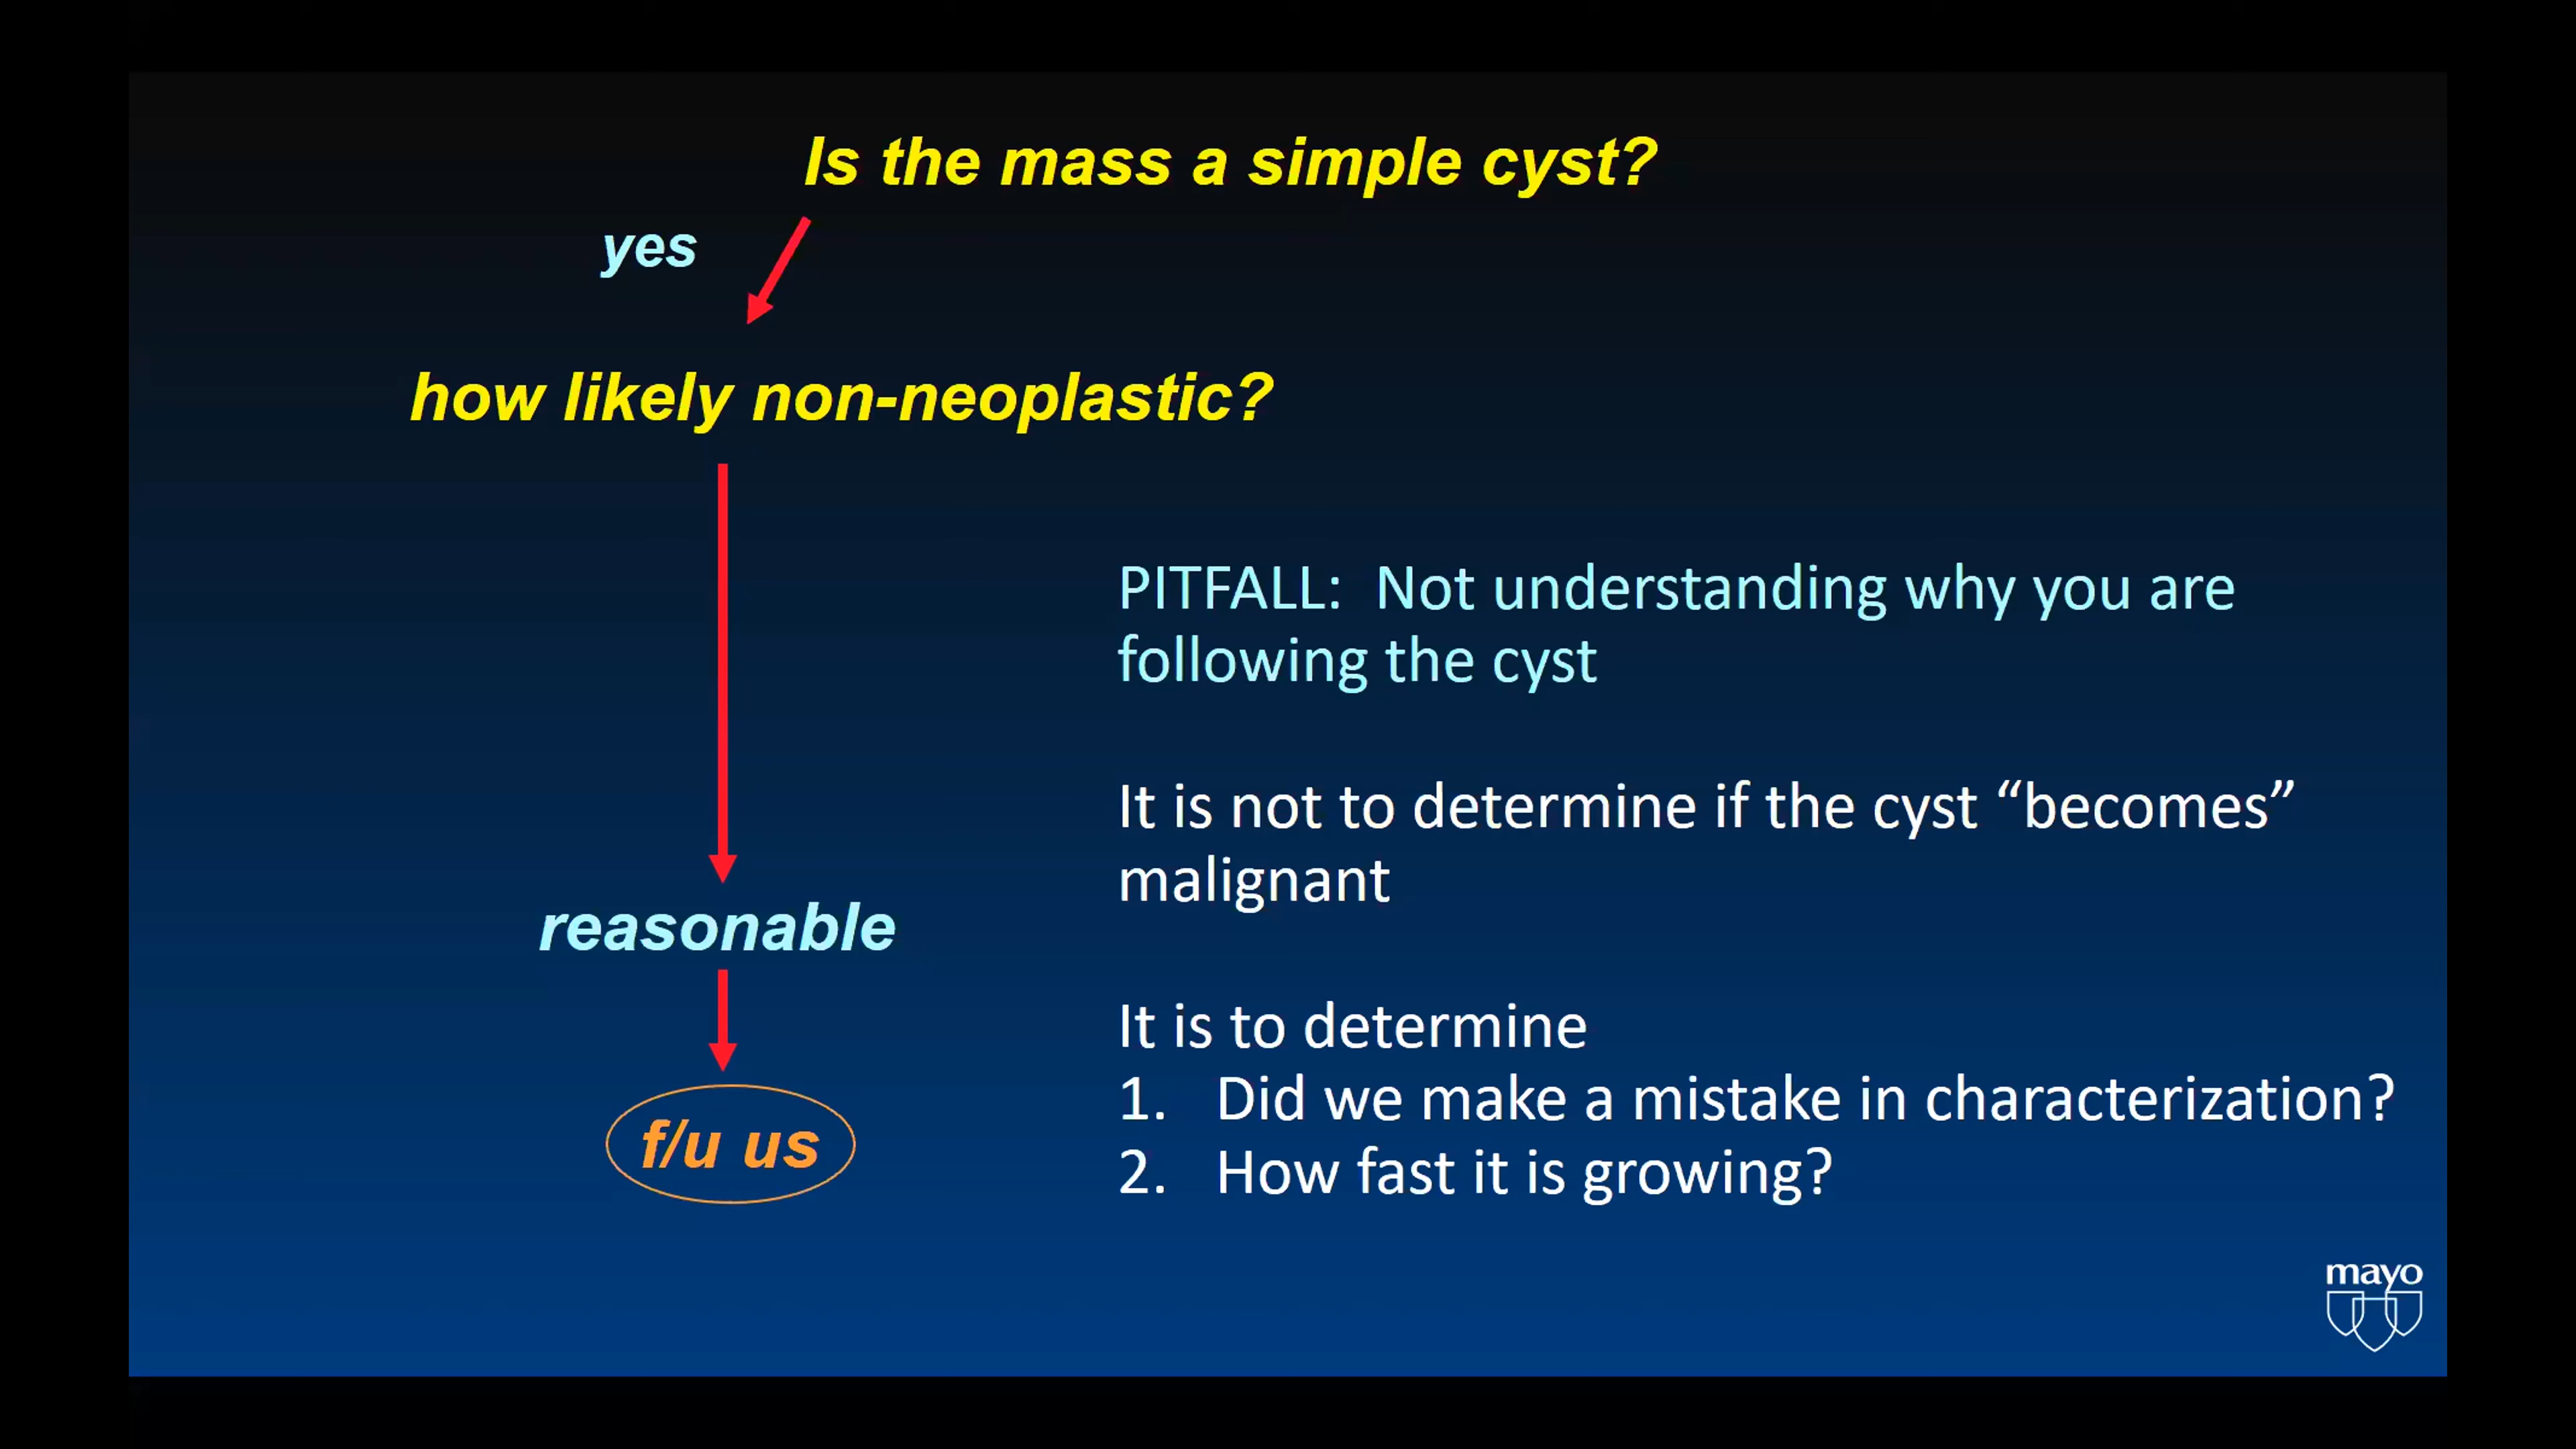 Is the mass a simple cyst?
yes
how likely non-neoplastic?
PITFALL:  Not understanding why you are
following the cyst
It is not to determine if the cyst “becomes”
malignant
reasonable
It is to determine
1. Did we make a mistake in characterization?
2. How fast it is growing?
f/u us
mayo